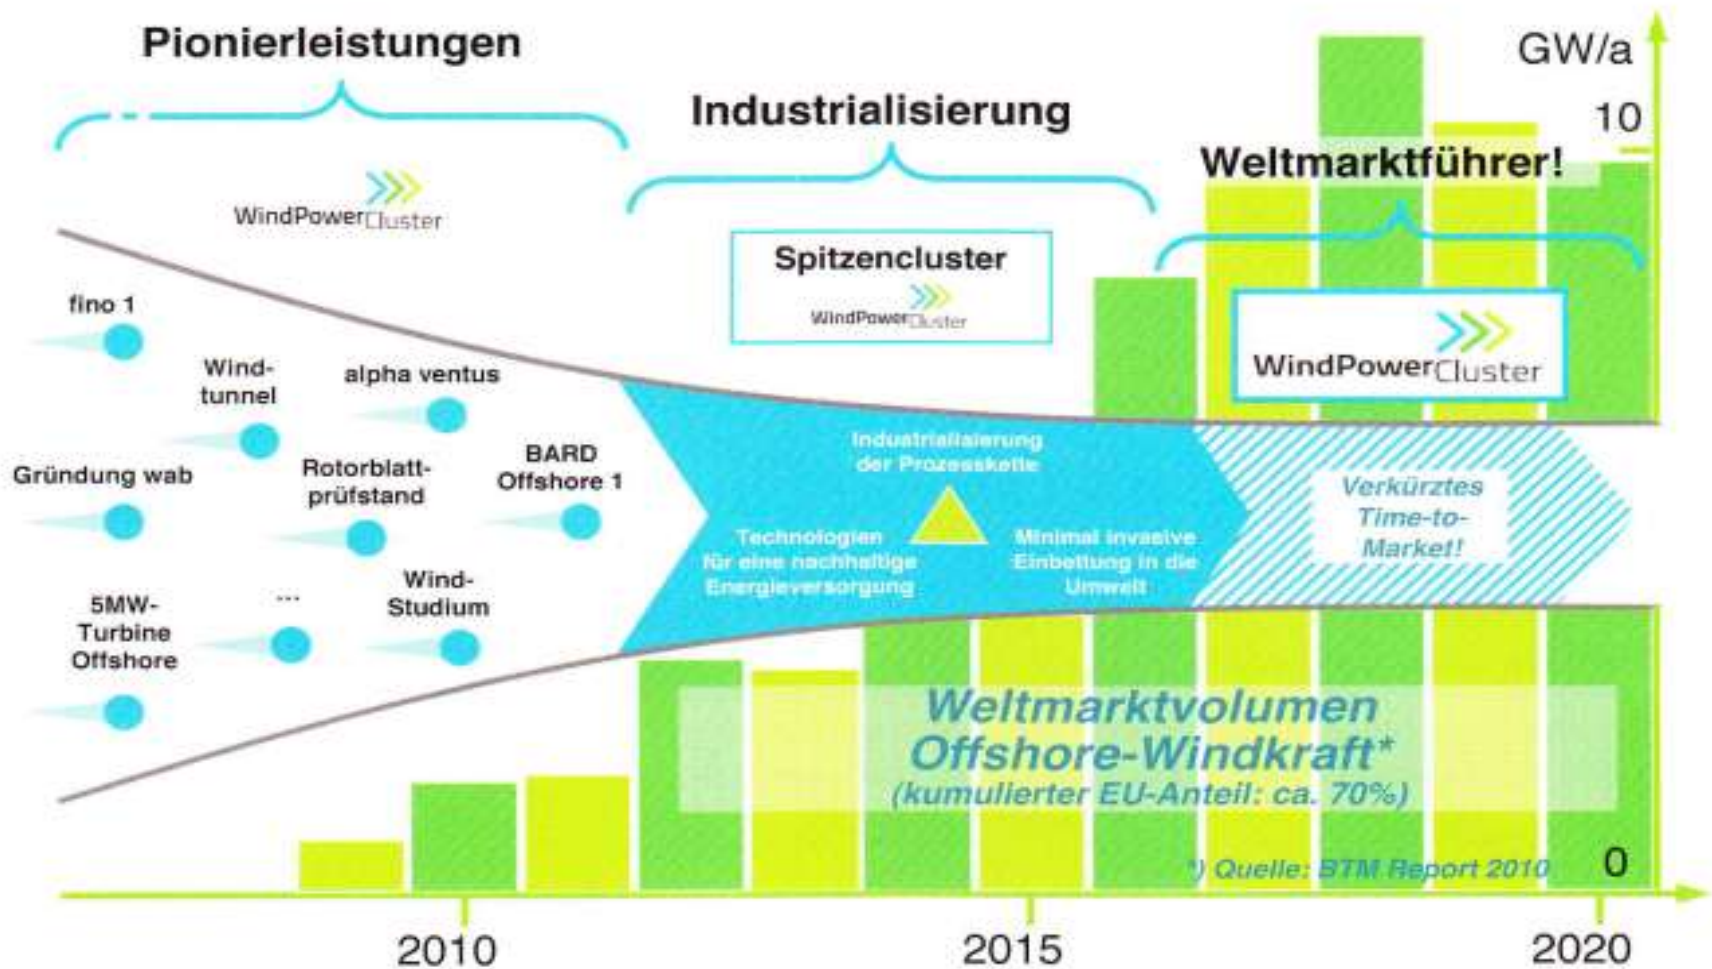 Pionierleistungen
WindPowerCluster
Industrialisierung
Spitzencluster
WindPowerCluster
GW/a
10
Weltmarktführer!
WindPowerCluster
fino 1
Wind-
tunnel
alpha ventus
Gründung wab
Rotorblatt-
prüfstand
BARD
Offshore 1
5MW-
Turbine
Offshore
...
Wind-
Studium
Industrialisierung
der Prozesskette
Technologien
für eine nachhaltige
Energieversorgung
Minimal invasive
Einbettung in die
Umwelt
Verkürztes
Time-to-
Market!
Weltmarktvolumen
Offshore-Windkraft*
(kumulierter EU-Anteil: ca. 70%)
*) Quelle: BTM Report 2010
0
2010
2015
2020